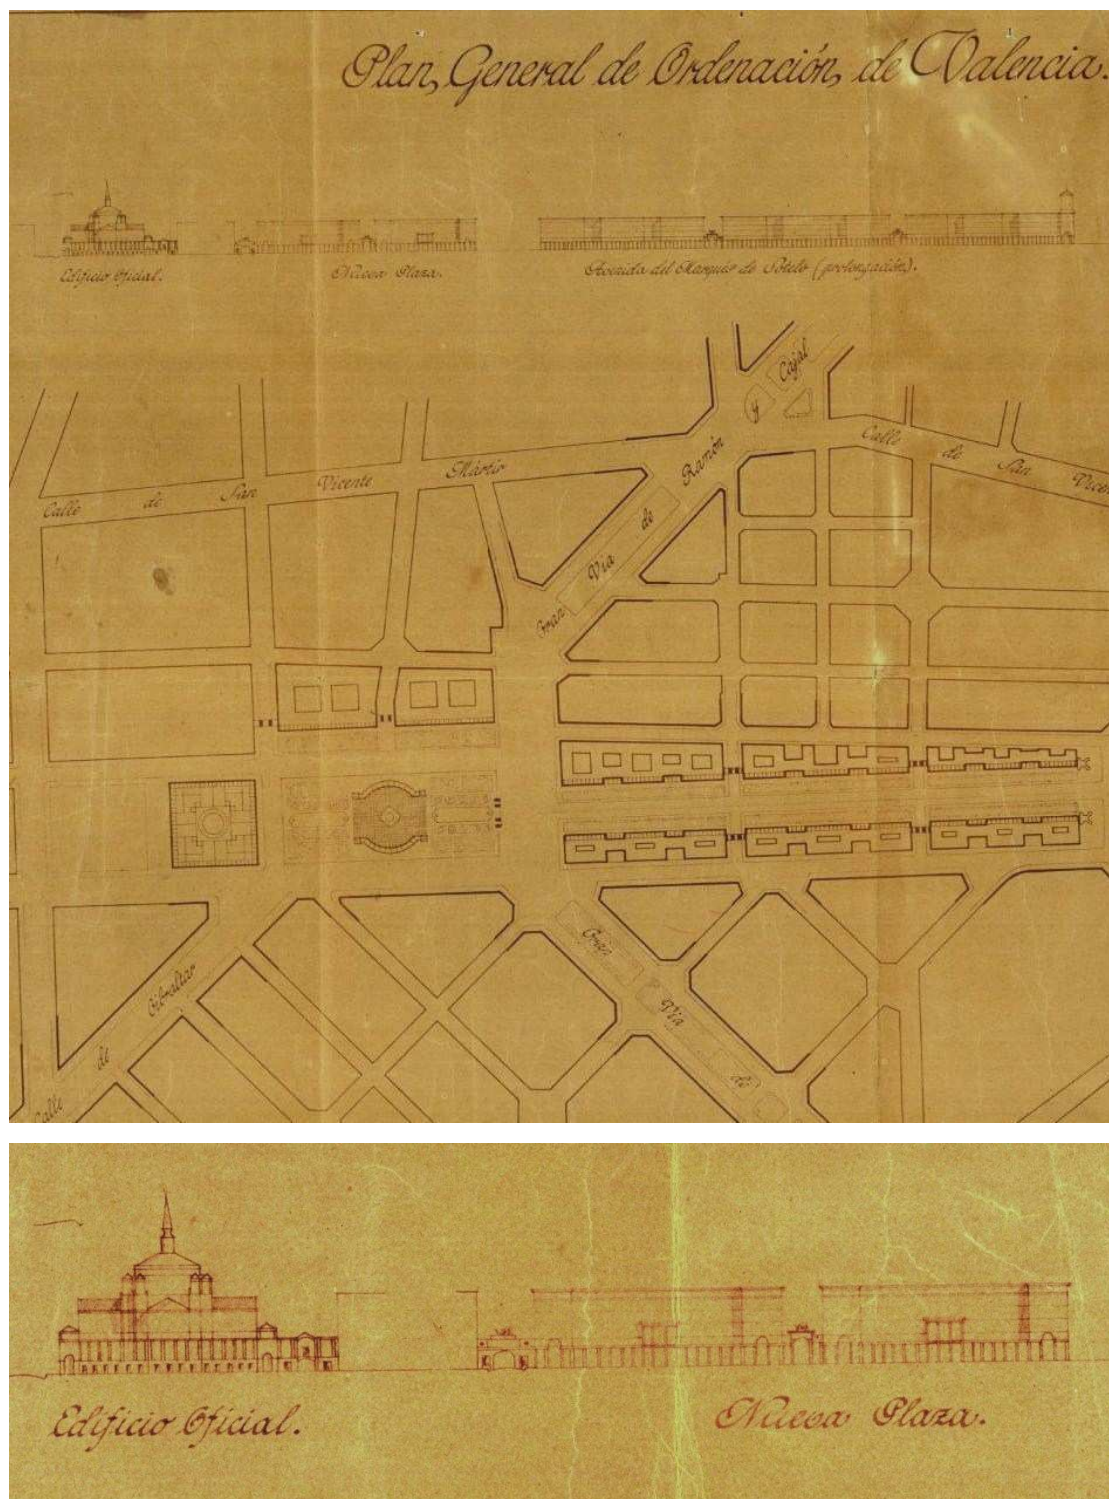 Plan General de Ordenación de Valencia.
Edificio Oficial.
Nueva Plaza.
Avenida del Marqués de Sotelo (prolongación).
Cajal
y
Ramón
de
Vía
Gran
Calle de San Vicente Mártir
Calle de San Vicen
Gran Vía de
Calle de Gibraltar
Edificio Oficial.
Nueva Plaza.